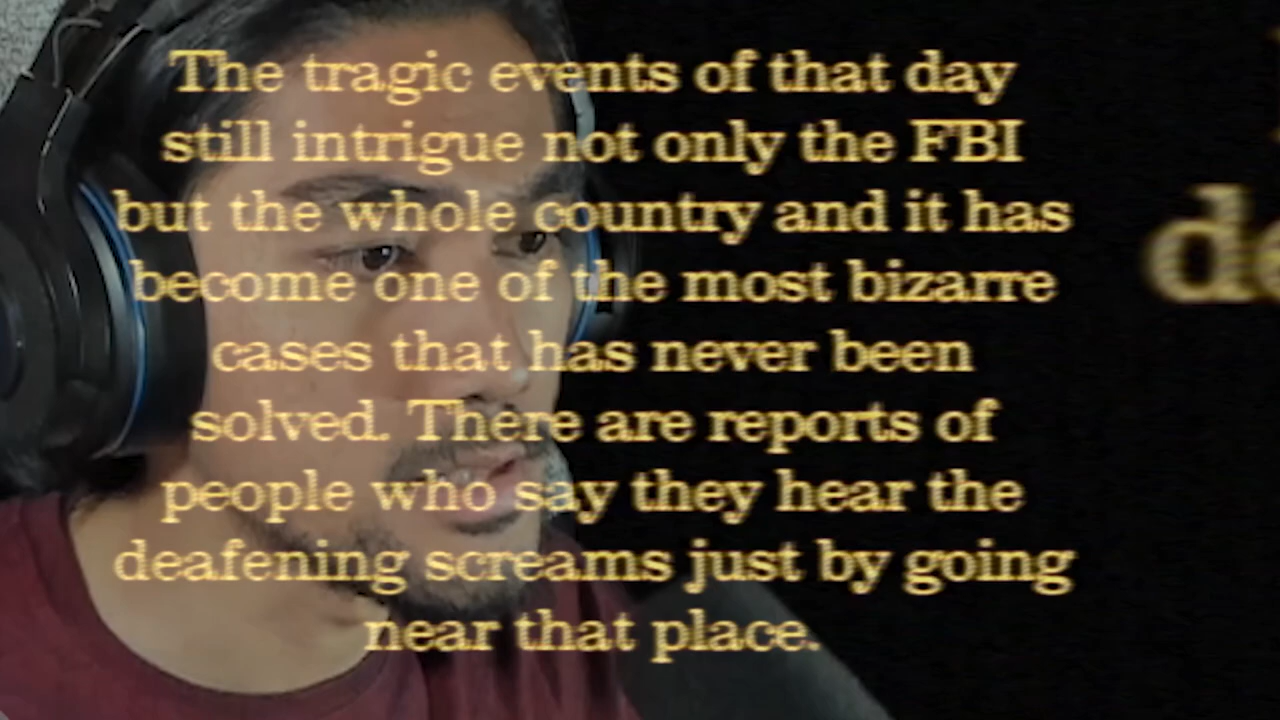 The tragic events of that day
still intrigue not only the FBI
but the whole country and it has
become one of the most bizarre
cases that has never been
solved. There are reports of
people who say they hear the
deafening screams just by going
near that place.